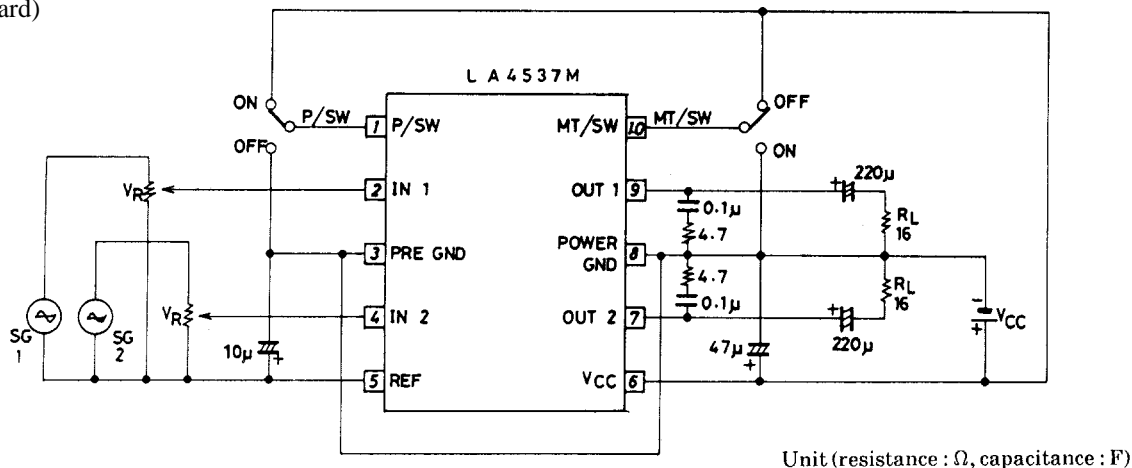 ard)
L A 4 5 3 7 M
ON
P/SW
OFF
1 P/SW
MT/SW 10
MT/SW
OFF
ON
VR
2 IN 1
OUT 1 9
220μ
+
0.1μ
4.7
RL
16
3 PRE GND
POWER
GND 8
4.7
0.1μ
RL
16
-
+
VCC
SG
1
SG
2
VR
4 IN 2
OUT 2 7
+
220μ
10μ
+
47μ
+
5 REF
VCC 6
Unit (resistance : Ω, capacitance : F)